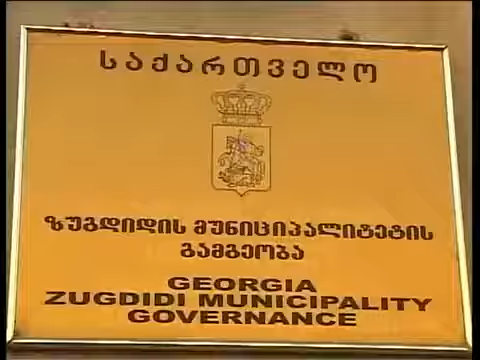 საქართველო
ზუგდიდის მუნიციპალიტეტის
გამგეობა
GEORGIA
ZUGDIDI MUNICIPALITY
GOVERNANCE